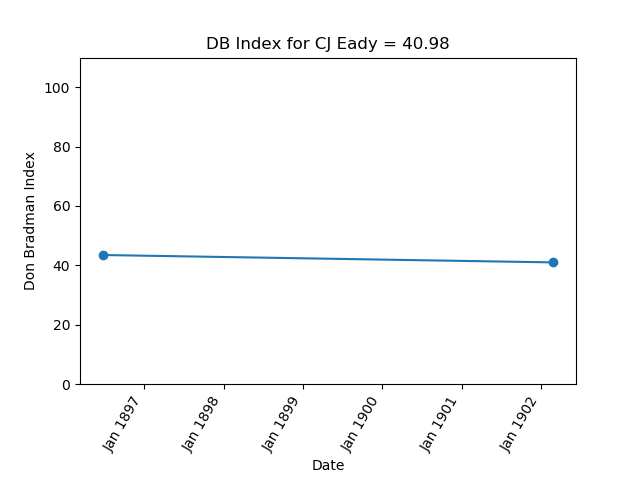 DB Index for CJ Eady = 40.98
Don Bradman Index
100
80
60
40
20
0
Jan 1897
Jan 1898
Jan 1899
Jan 1900
Jan 1901
Jan 1902
Date